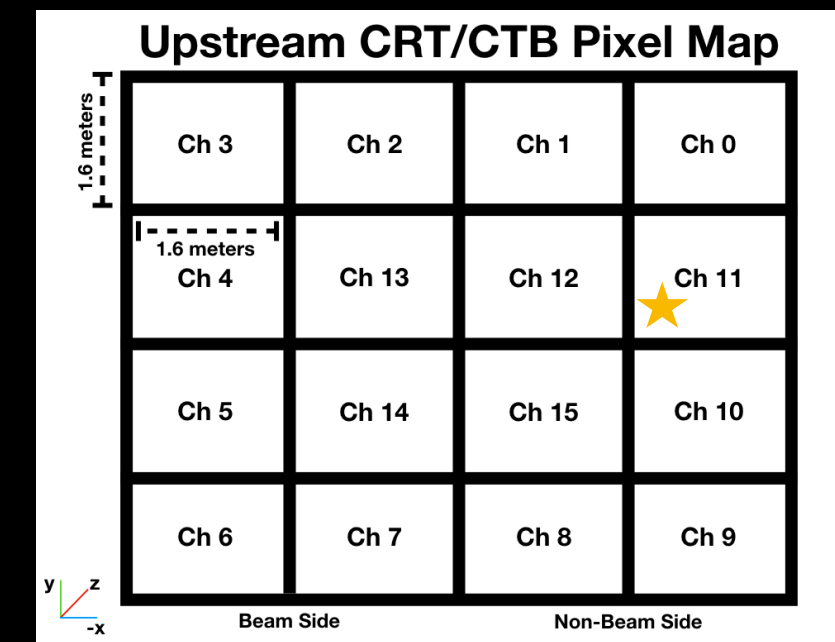 Upstream CRT/CTB Pixel Map
1.6 meters
Ch 3 Ch 2 Ch 1 Ch 0
1.6 meters
Ch 4 Ch 13 Ch 12 Ch 11
Ch 5 Ch 14 Ch 15 Ch 10
Ch 6 Ch 7 Ch 8 Ch 9
y z
-x
Beam Side Non-Beam Side